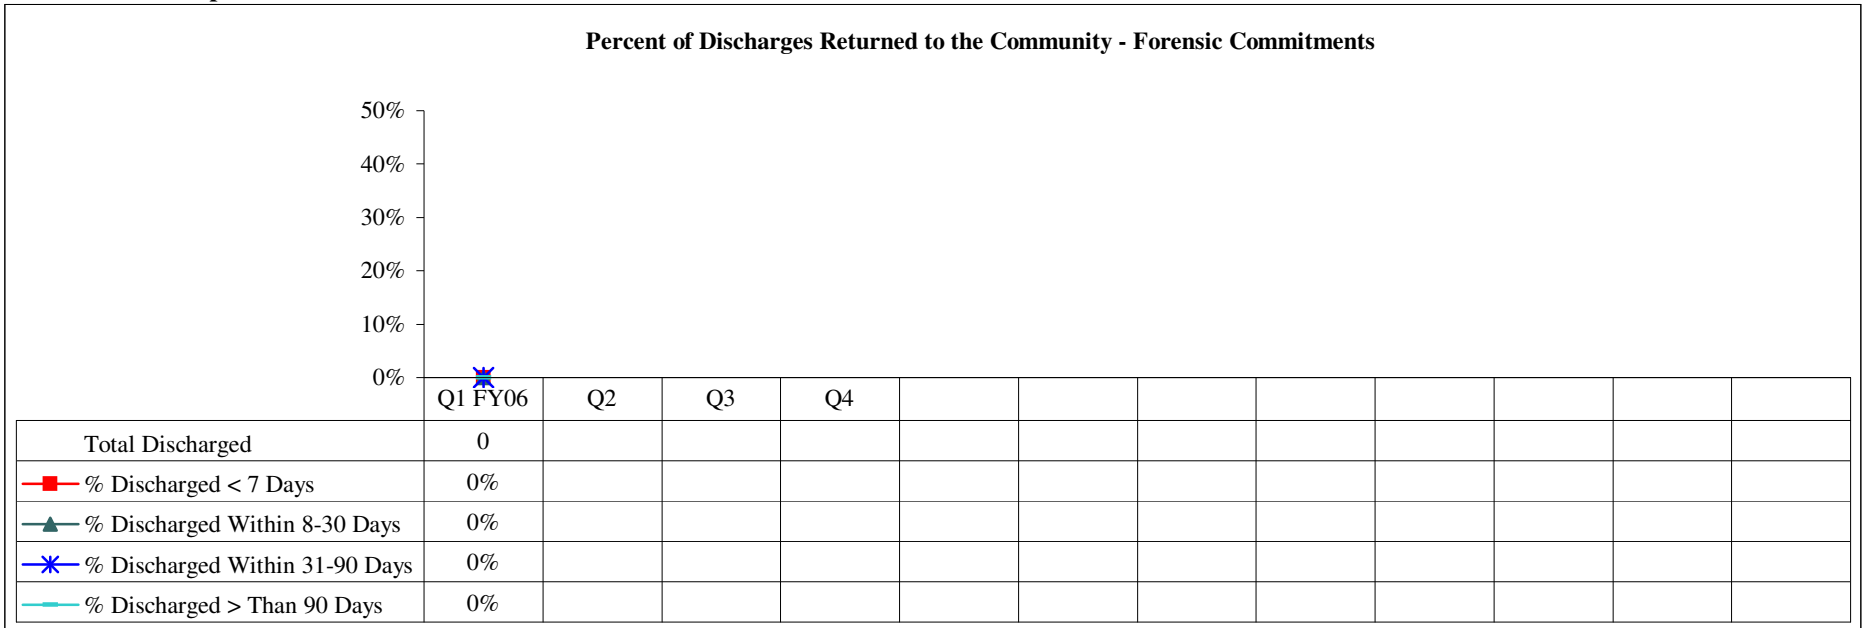 Percent of Discharges Returned to the Community - Forensic Commitments
50%
40%
30%
20%
10%
0%
Q1 FY06 Q2 Q3 Q4
Total Discharged 0
% Discharged < 7 Days 0%
% Discharged Within 8-30 Days 0%
% Discharged Within 31-90 Days 0%
% Discharged > Than 90 Days 0%